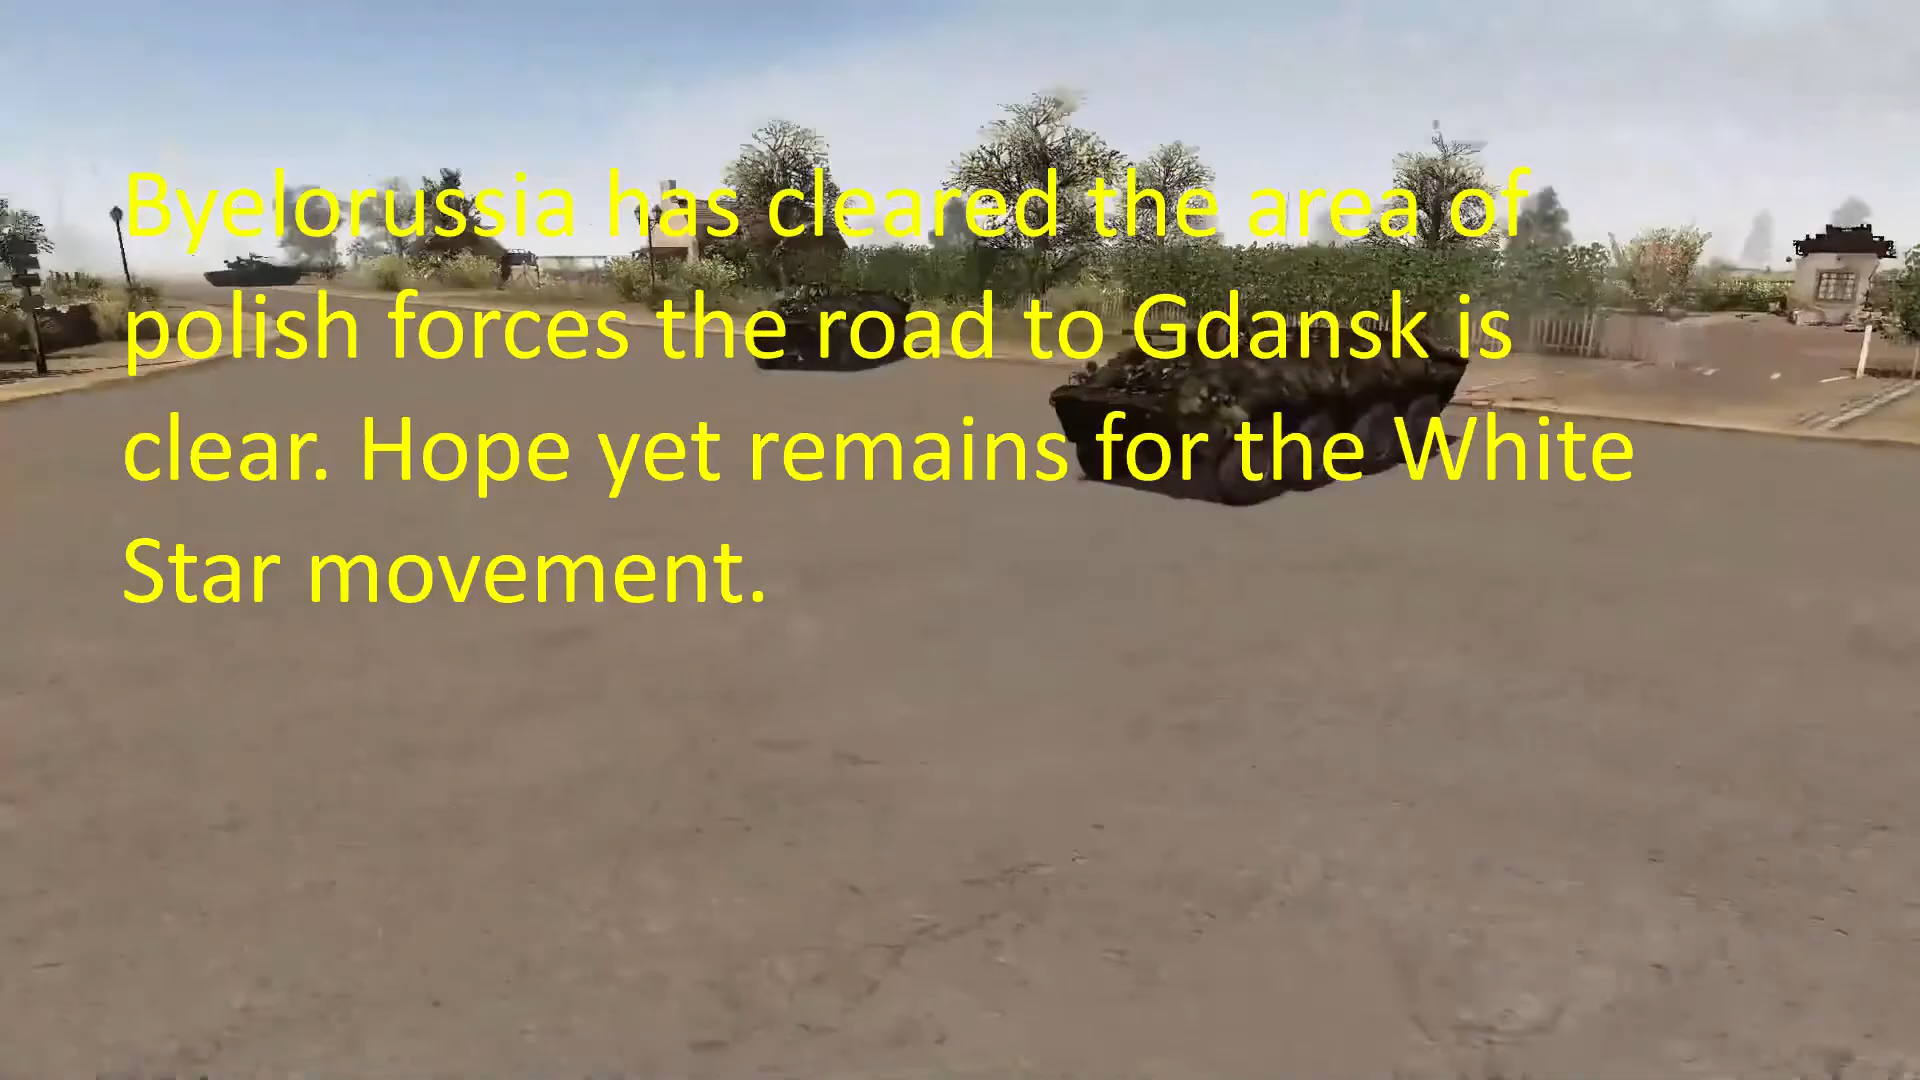 Byelorussia has cleared the area of
polish forces the road to Gdansk is
clear. Hope yet remains for the White
Star movement.